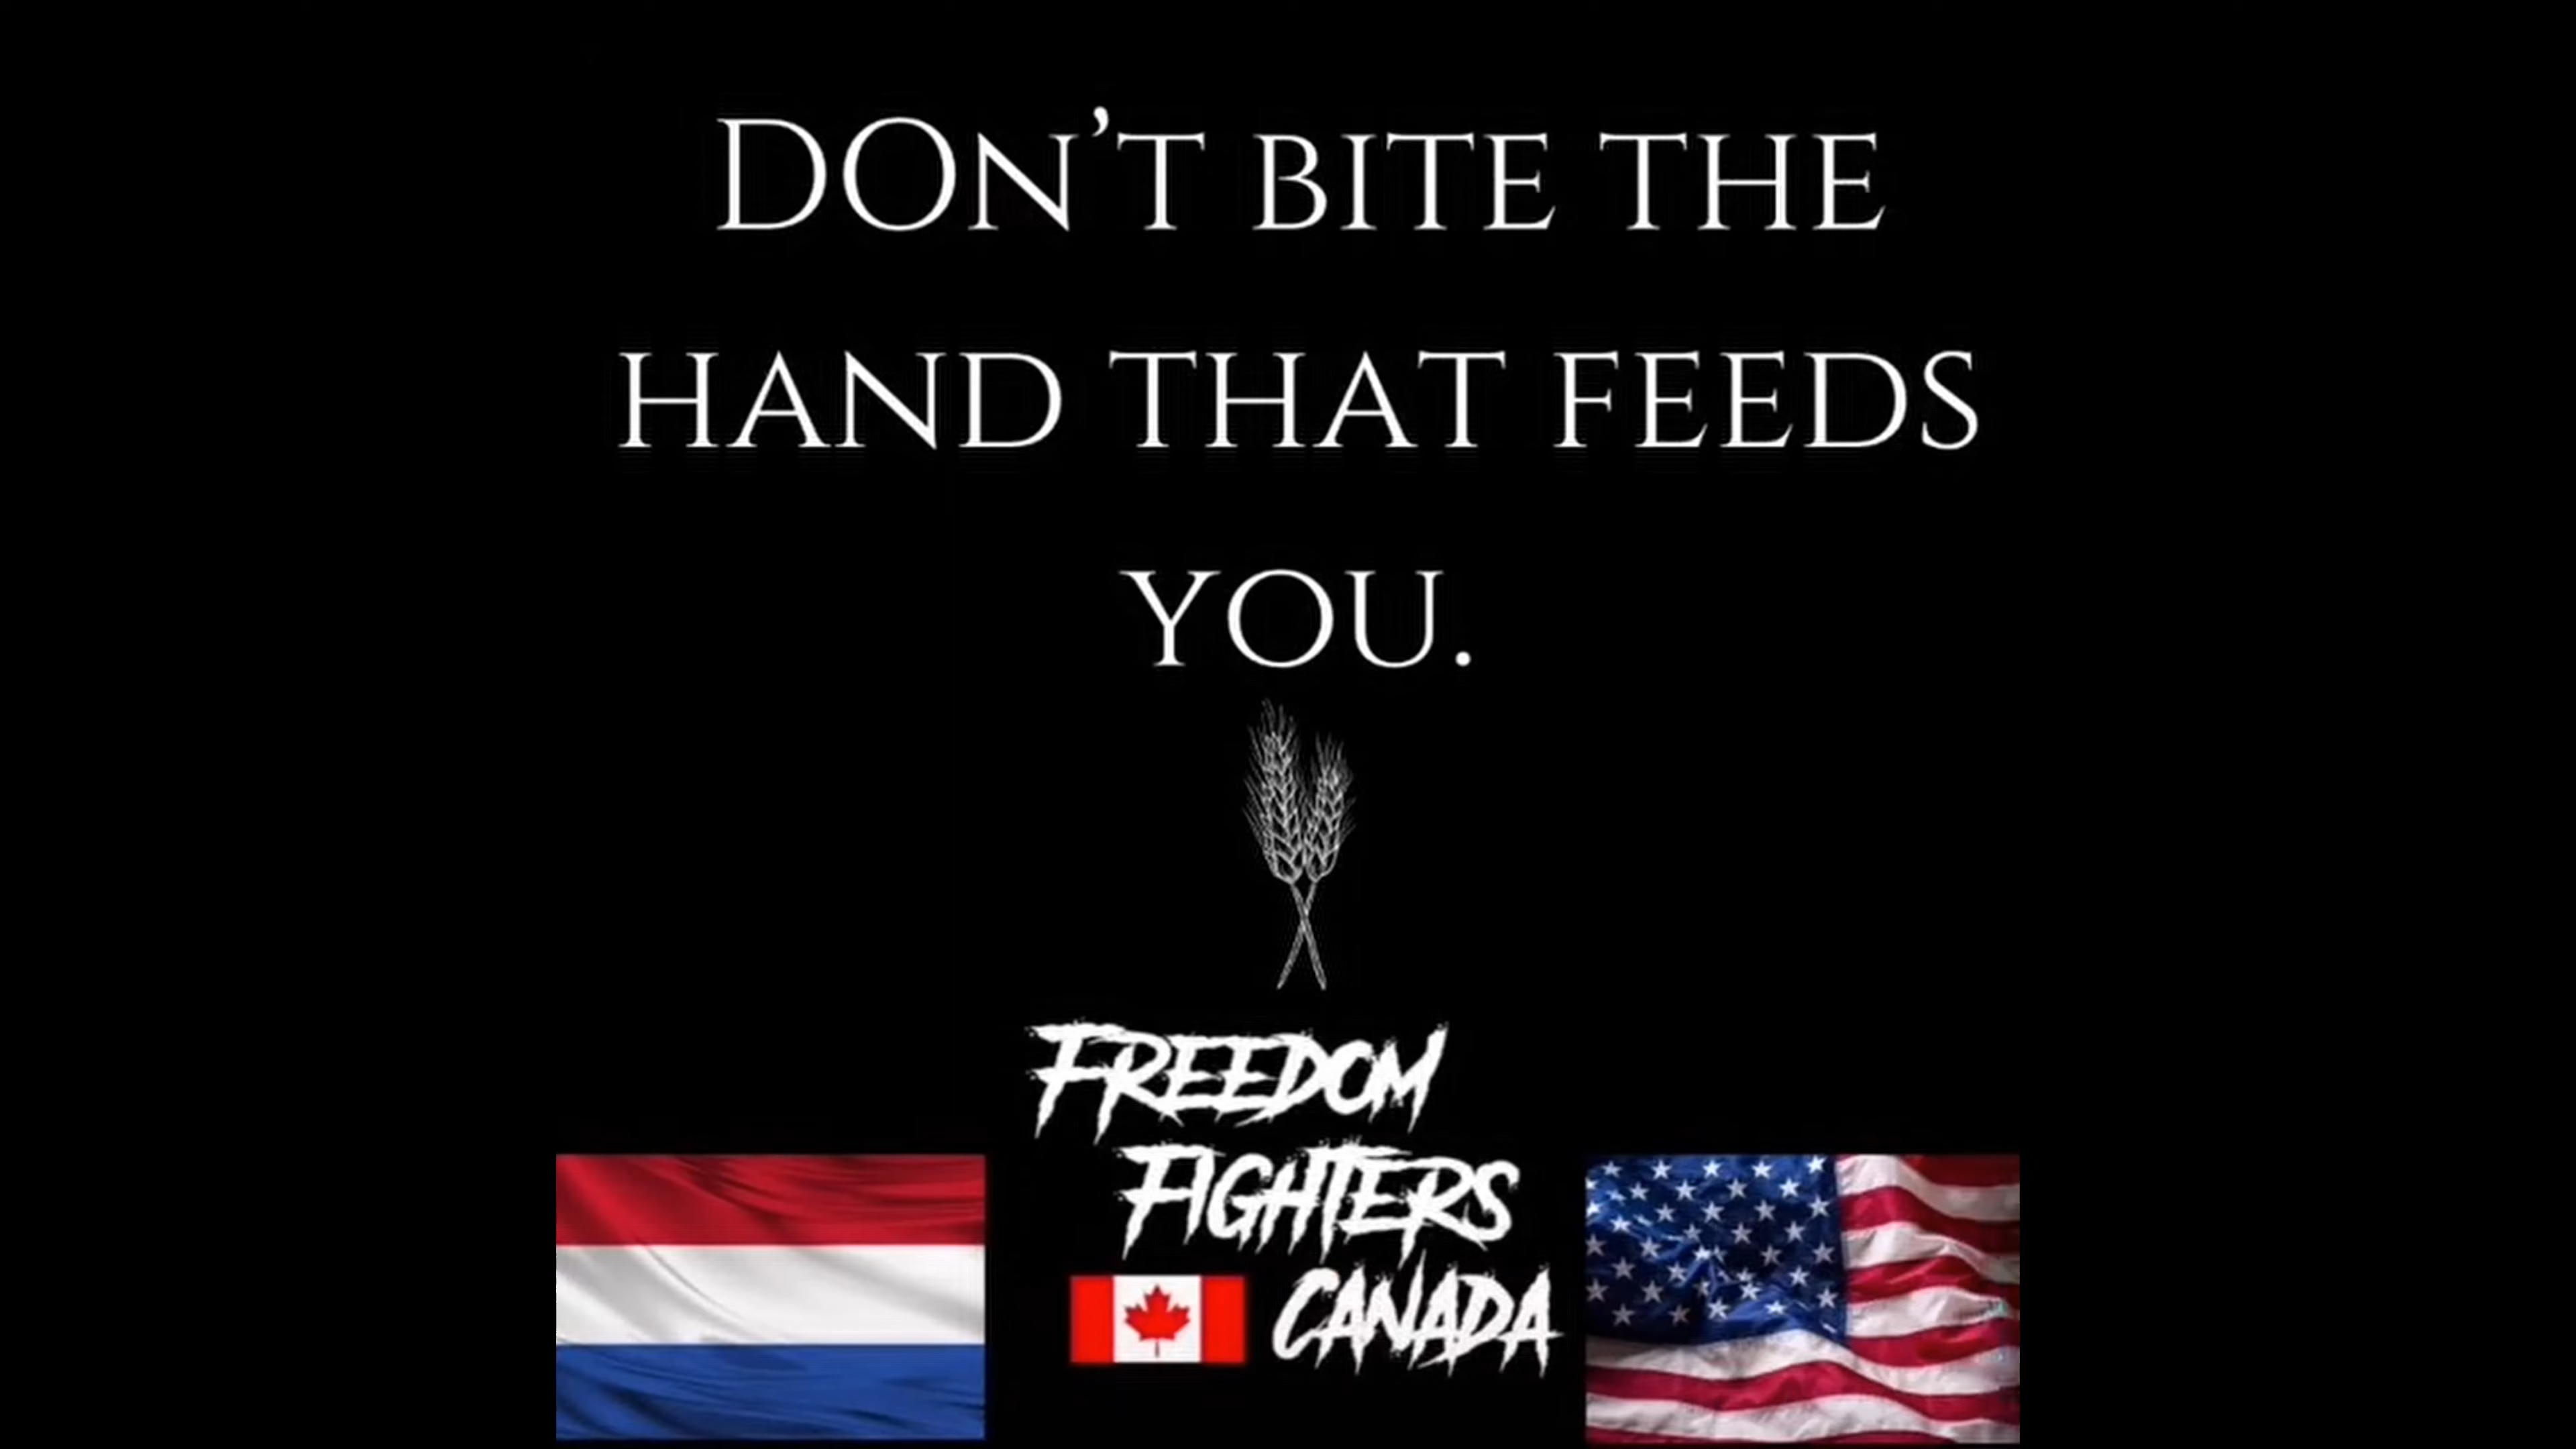 DON'T BITE THE
HAND THAT FEEDS
YOU.
FREEDOM
FIGHTERS
CANADA